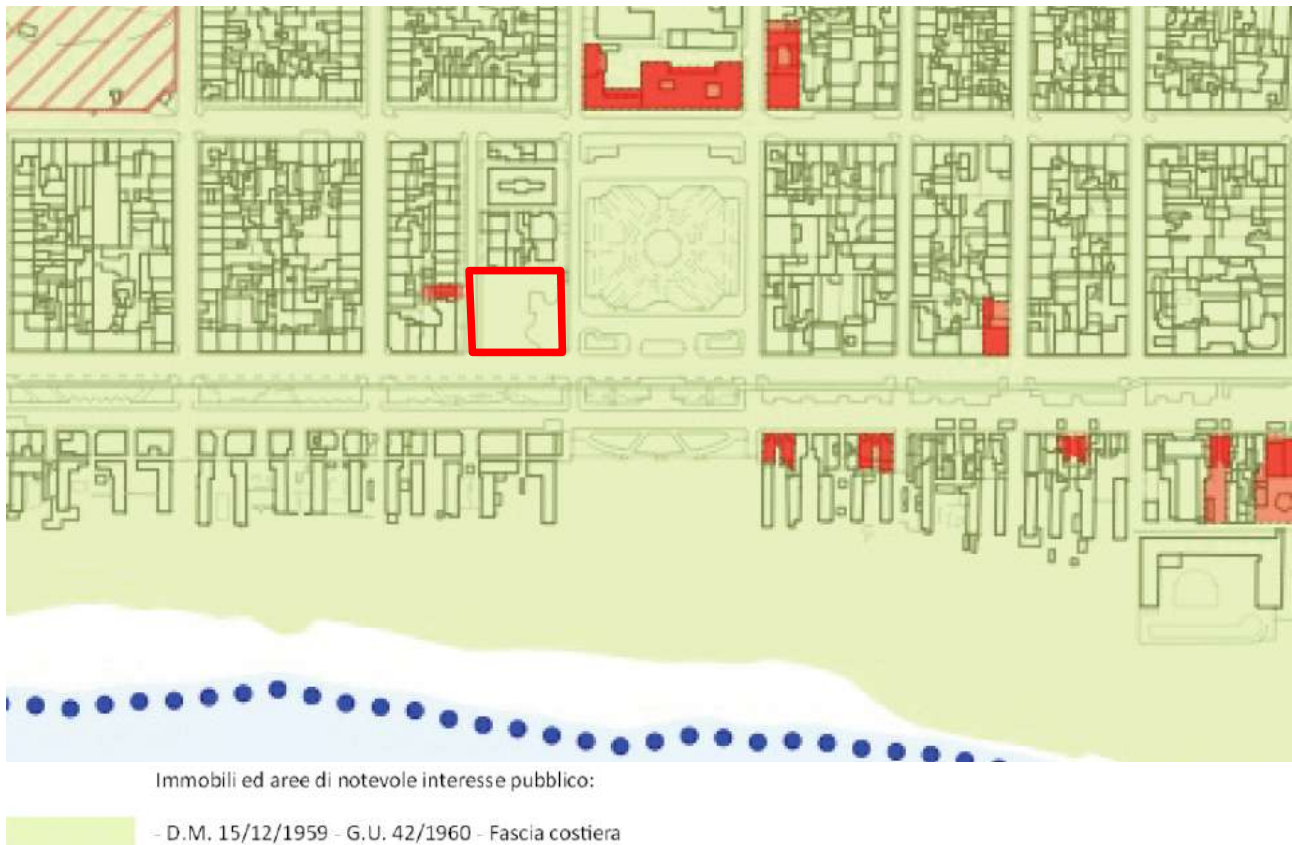 Immobili ed aree di notevole interesse pubblico:
- D.M. 15/12/1959 - G.U. 42/1960 - Fascia costiera